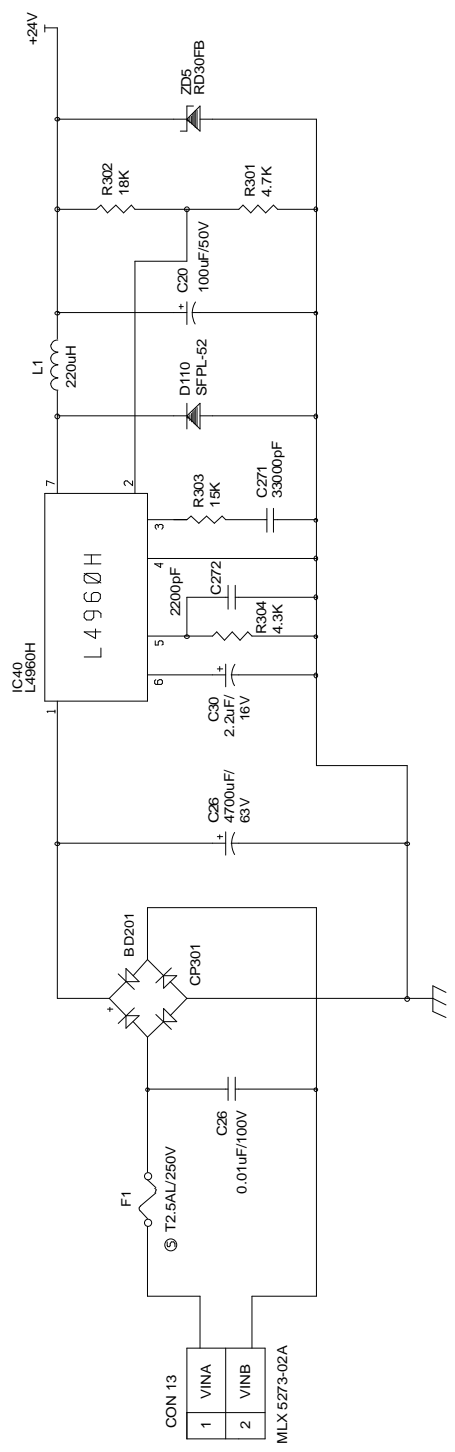 CON 13
1 VINA
2 VINB
MLX 5273-02A
F1
Ⓢ T2.5AL/250V
C26
0.01uF/100V
BD201
+
CP301
C26
4700uF/
63V
+
IC40
L4960H
L4960H
1
7
2
6
5
4
3
C30
2.2uF/
16V
+
2200pF
C272
R304
4.3K
R303
15K
C271
33000pF
L1
220uH
D110
SFPL-52
C20
100uF/50V
+
R302
18K
R301
4.7K
ZD5
RD30FB
+24V